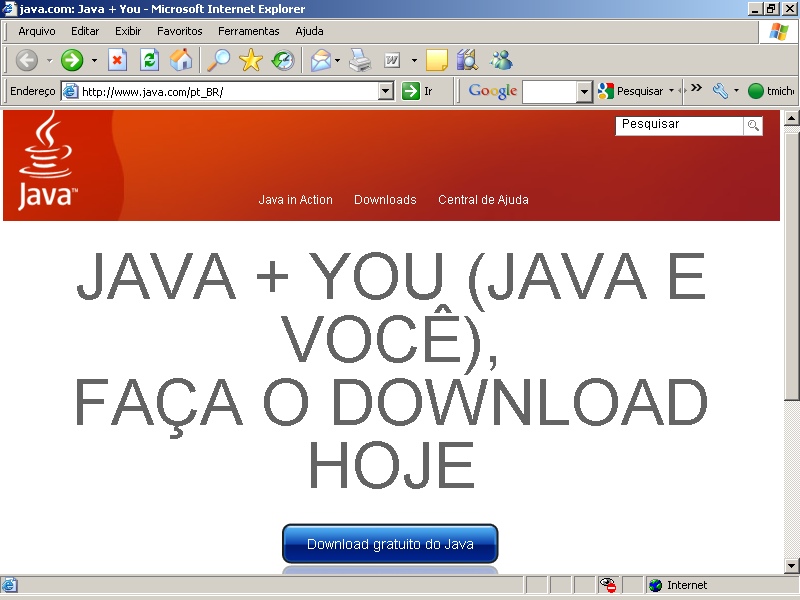 java.com: Java + You - Microsoft Internet Explorer
Arquivo Editar Exibir Favoritos Ferramentas Ajuda
Endereço http://www.java.com/pt_BR/ Ir Google Pesquisar tmich
Java™
Pesquisar
Java in Action Downloads Central de Ajuda
JAVA + YOU (JAVA E
VOCÊ),
FAÇA O DOWNLOAD
HOJE
Download gratuito do Java
Internet